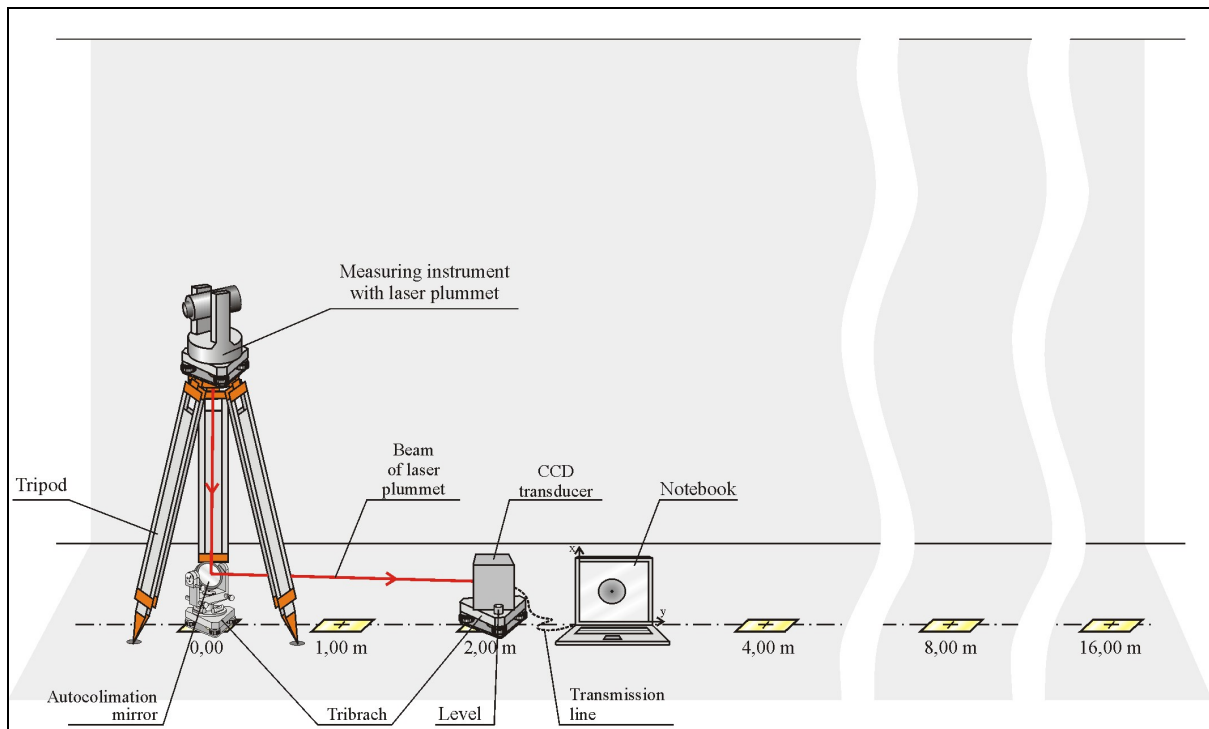 Measuring instrument
with laser plummet
Beam
of laser
plummet
CCD
transducer
Notebook
Tripod
x
y
0,00
1,00 m
2,00 m
4,00 m
8,00 m
16,00 m
Autocolimation
mirror
Tribrach
Level
Transmission
line